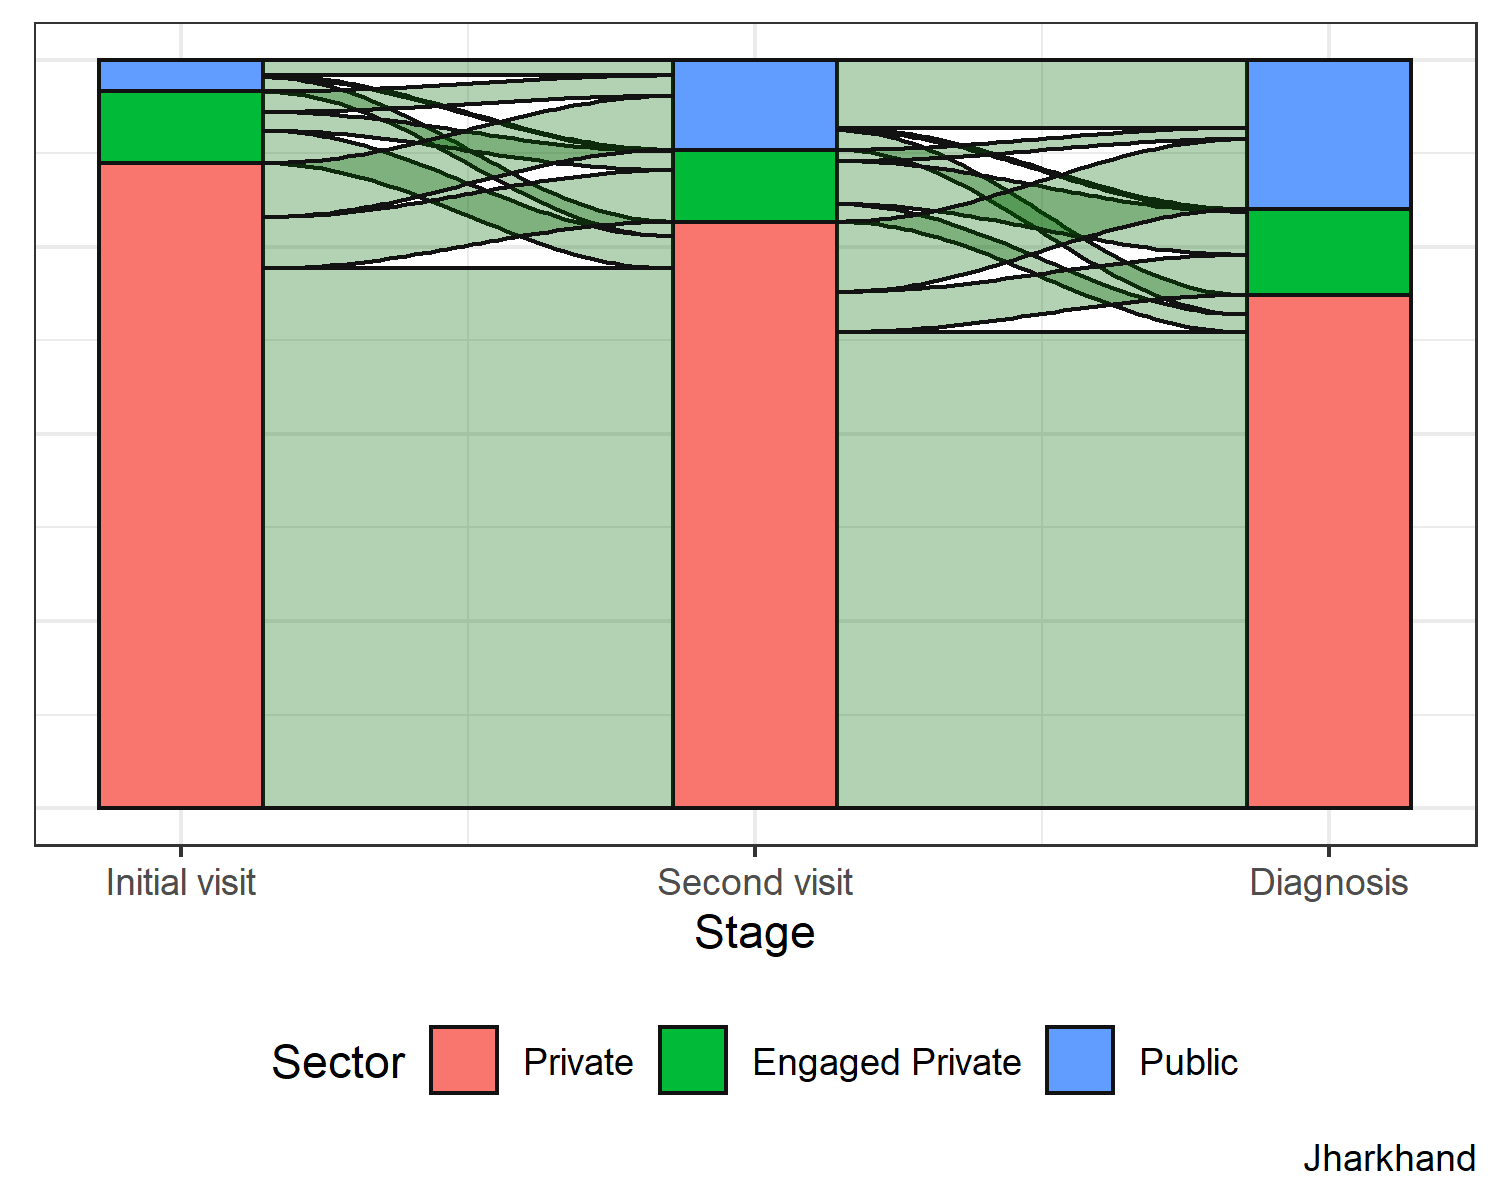 Initial visit Second visit Diagnosis
Stage
Sector Private Engaged Private Public
Jharkhand